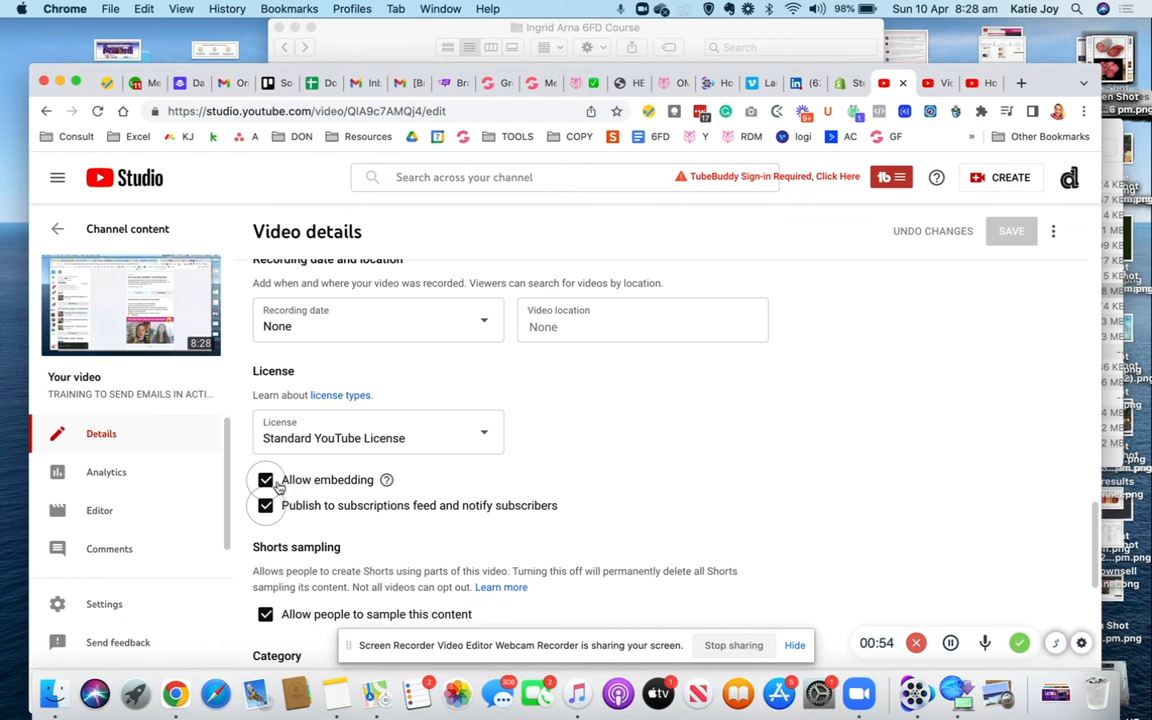 Chrome File Edit View History Bookmarks Profiles Tab Window Help 98% Sun 10 Apr 8:28 am Katie Joy
Ingrid Arna 6FD Course
Search
https://studio.youtube.com/video/QlA9c7AMQj4/edit
Consult Excel KJ A DON Resources TOOLS COPY 6FD Y RDM logi AC GF » Other Bookmarks
Studio
Search across your channel
TubeBuddy Sign-in Required, Click Here
tb
CREATE
Channel content
Video details
UNDO CHANGES
SAVE
8:28
Your video
TRAINING TO SEND EMAILS IN ACTI...
Details
Analytics
Editor
Comments
Settings
Send feedback
Recording date and location
Add when and where your video was recorded. Viewers can search for videos by location.
Recording date
None
Video location
None
License
Learn about license types.
License
Standard YouTube License
Allow embedding
Publish to subscriptions feed and notify subscribers
Shorts sampling
Allows people to create Shorts using parts of this video. Turning this off will permanently delete all Shorts
sampling its content. Not all videos can opt out. Learn more
Allow people to sample this content
Category
Screen Recorder Video Editor Webcam Recorder is sharing your screen.
Stop sharing
Hide
00:54